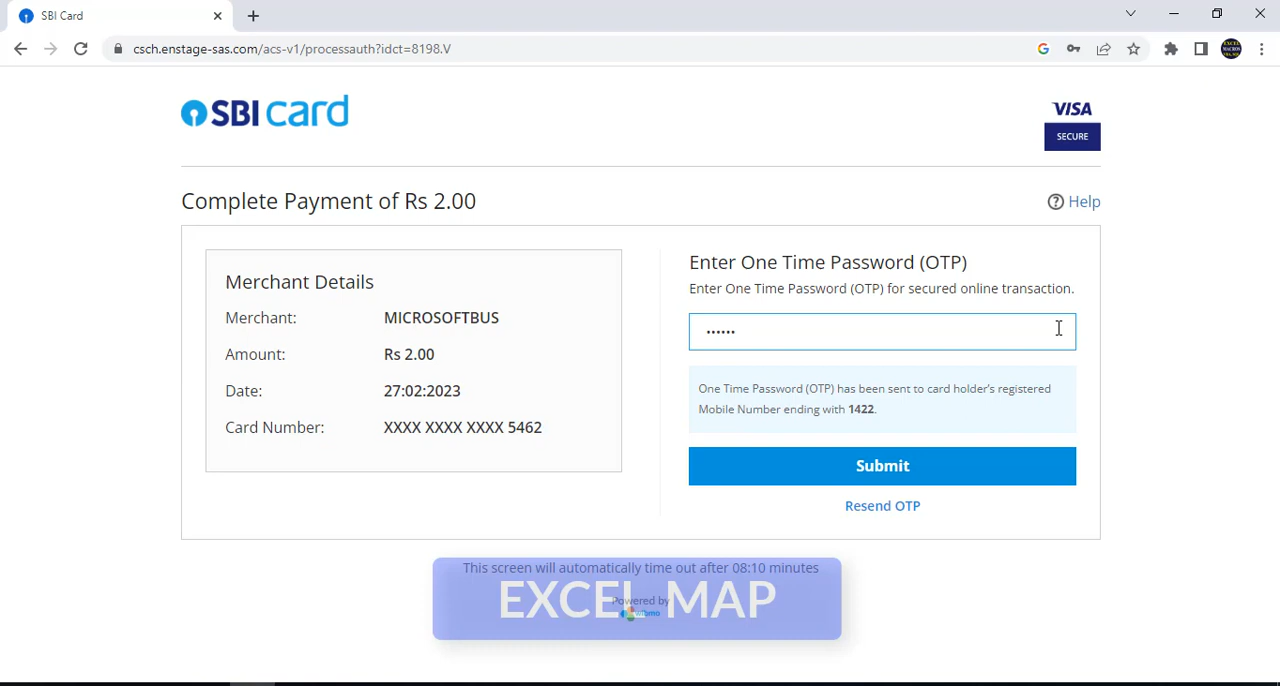 SBI Card
csch.enstage-sas.com/acs-v1/processauth?idct=8198.V
SBI card
VISA
SECURE
Complete Payment of Rs 2.00
Help
Merchant Details
Merchant: MICROSOFTBUS
Amount: Rs 2.00
Date: 27:02:2023
Card Number: XXXX XXXX XXXX 5462
Enter One Time Password (OTP)
Enter One Time Password (OTP) for secured online transaction.
••••••
One Time Password (OTP) has been sent to card holder's registered
Mobile Number ending with 1422.
Submit
Resend OTP
This screen will automatically time out after 08:10 minutes
Powered by
wibmo
EXCEL MAP